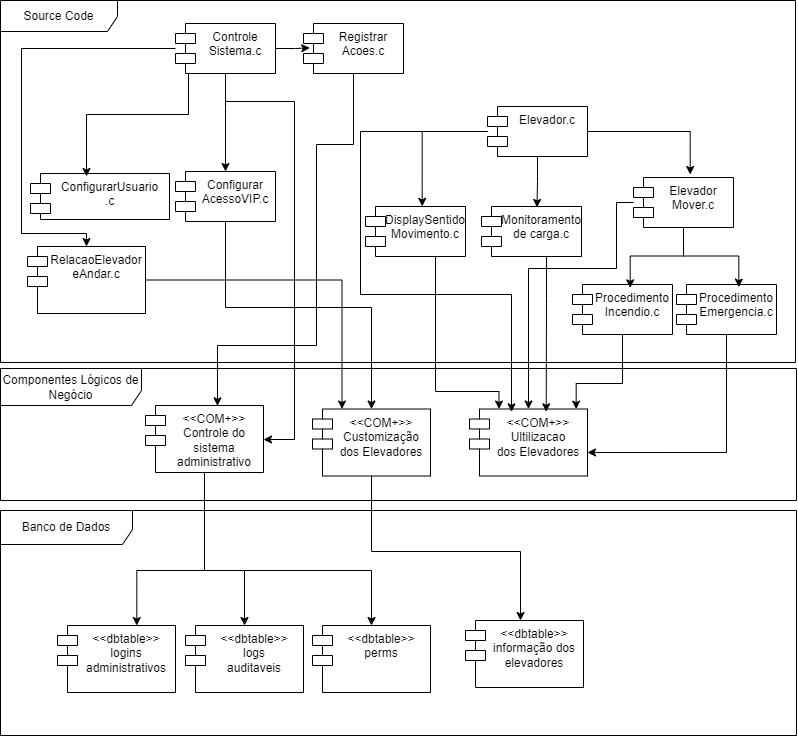 Source Code
Controle
Sistema.c
Registrar
Acoes.c
Elevador.c
ConfigurarUsuario
.c
Configurar
AcessoVIP.c
Elevador
Mover.c
DisplaySentido
Movimento.c
Monitoramento
de carga.c
RelacaoElevador
eAndar.c
Procedimento
Incendio.c
Procedimento
Emergencia.c
Componentes Lógicos de
Negócio
<<COM+>>
Controle do
sistema
administrativo
<<COM+>>
Customização
dos Elevadores
<<COM+>>
Ultilizacao
dos Elevadores
Banco de Dados
<<dbtable>>
logins
administrativos
<<dbtable>>
logs
auditaveis
<<dbtable>>
perms
<<dbtable>>
informação dos
elevadores